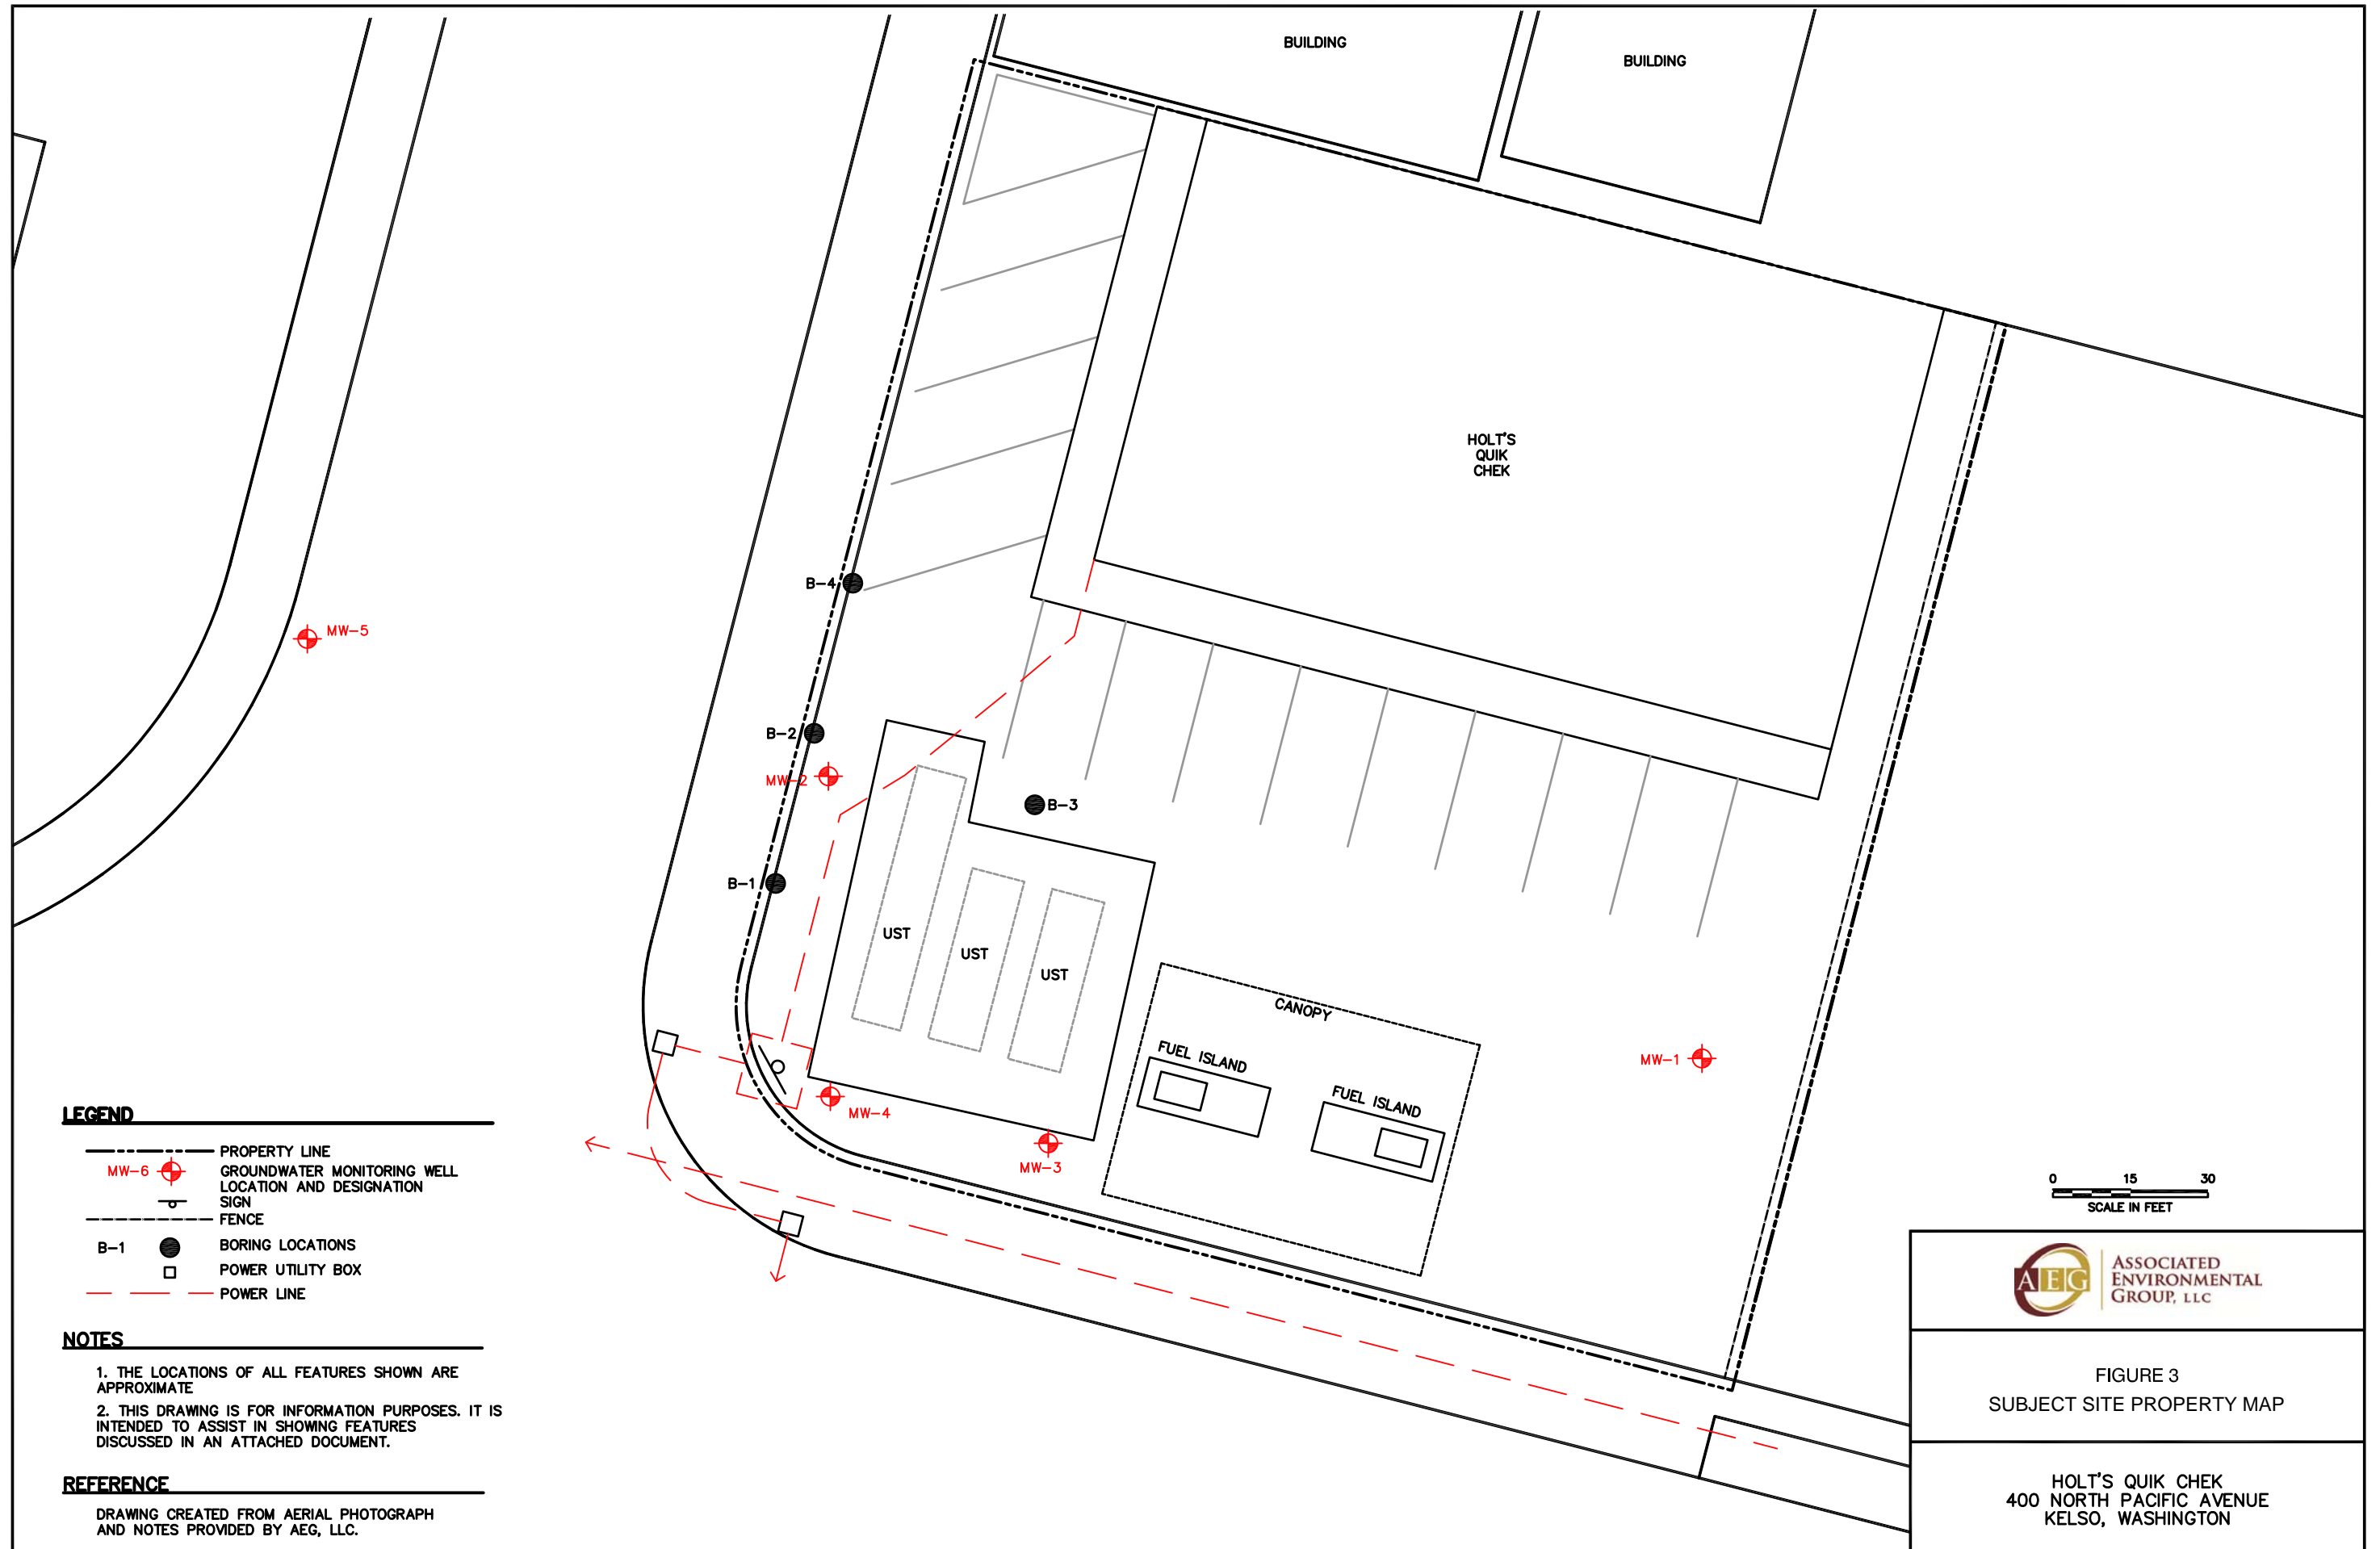 BUILDING
BUILDING
HOLT'S
QUIK
CHEK
B-4
MW-5
B-2
MW-2
B-3
B-1
UST
UST
UST
CANOPY
FUEL ISLAND
FUEL ISLAND
MW-1
MW-4
MW-3
LEGEND
PROPERTY LINE
MW-6 GROUNDWATER MONITORING WELL
LOCATION AND DESIGNATION
SIGN
FENCE
B-1 BORING LOCATIONS
POWER UTILITY BOX
POWER LINE
NOTES
1. THE LOCATIONS OF ALL FEATURES SHOWN ARE
APPROXIMATE
2. THIS DRAWING IS FOR INFORMATION PURPOSES. IT IS
INTENDED TO ASSIST IN SHOWING FEATURES
DISCUSSED IN AN ATTACHED DOCUMENT.
REFERENCE
DRAWING CREATED FROM AERIAL PHOTOGRAPH
AND NOTES PROVIDED BY AEG, LLC.
0 15 30
SCALE IN FEET
AEG
ASSOCIATED
ENVIRONMENTAL
GROUP, LLC
FIGURE 3
SUBJECT SITE PROPERTY MAP
HOLT'S QUIK CHEK
400 NORTH PACIFIC AVENUE
KELSO, WASHINGTON